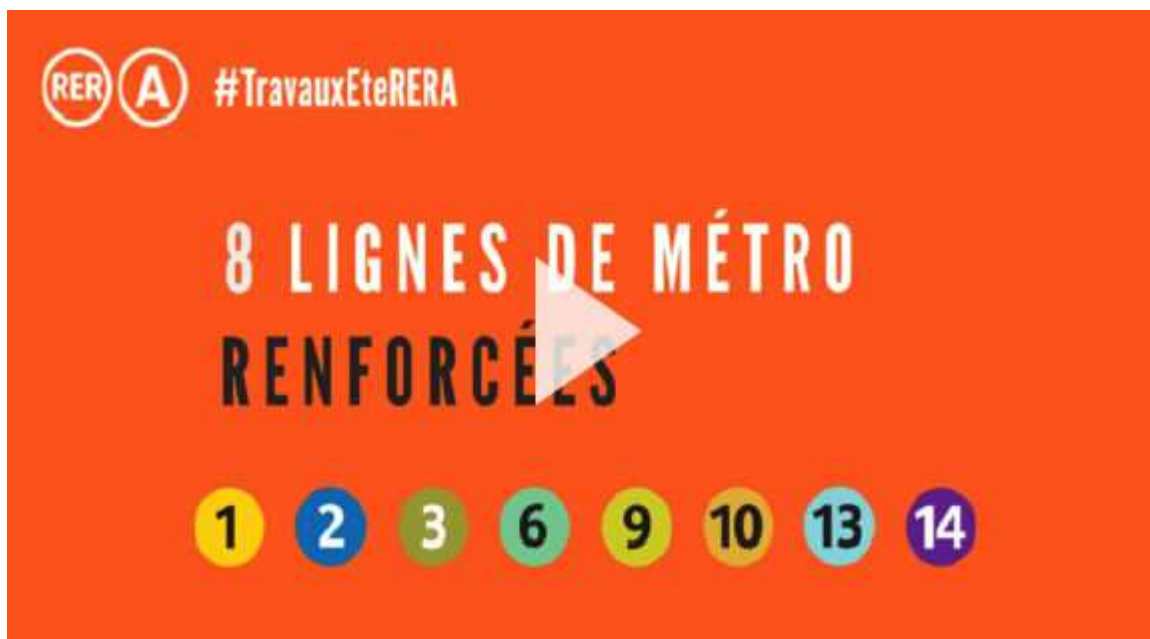 RER A #TravauxEteRERA
8 LIGNES DE MÉTRO
RENFORCÉES
1 2 3 6 9 10 13 14